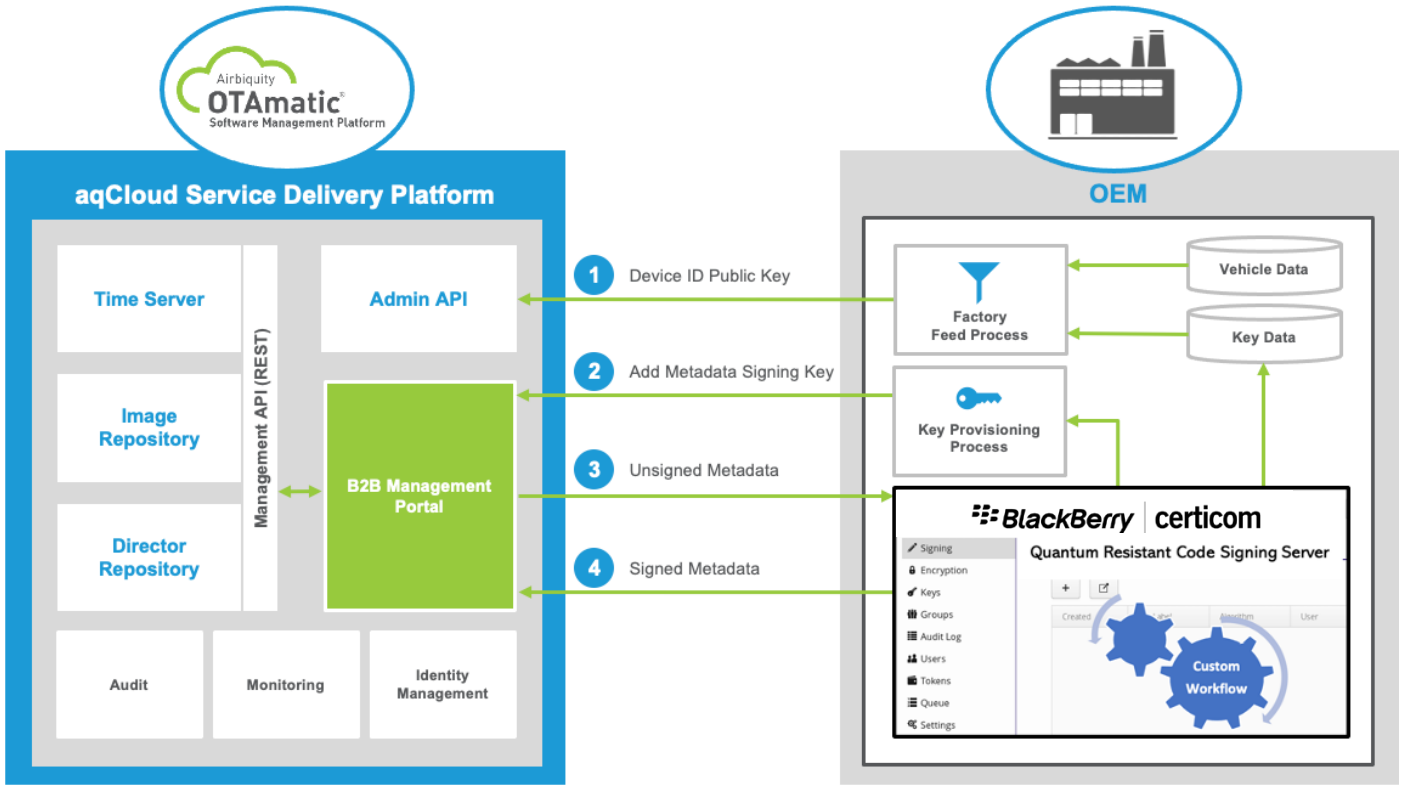 Airbiquity
OTAmatic®
Software Management Platform
aqCloud Service Delivery Platform
Time Server
Admin API
Image
Repository
Management API (REST)
B2B Management
Portal
Director
Repository
Audit
Monitoring
Identity
Management
1 Device ID Public Key
2 Add Metadata Signing Key
3 Unsigned Metadata
4 Signed Metadata
OEM
Factory
Feed Process
Vehicle Data
Key Data
Key Provisioning
Process
BlackBerry | certicom
Quantum Resistant Code Signing Server
Signing
Encryption
Keys
Groups
Audit Log
Users
Tokens
Queue
Settings
+
Created Label Algorithm User
Custom
Workflow